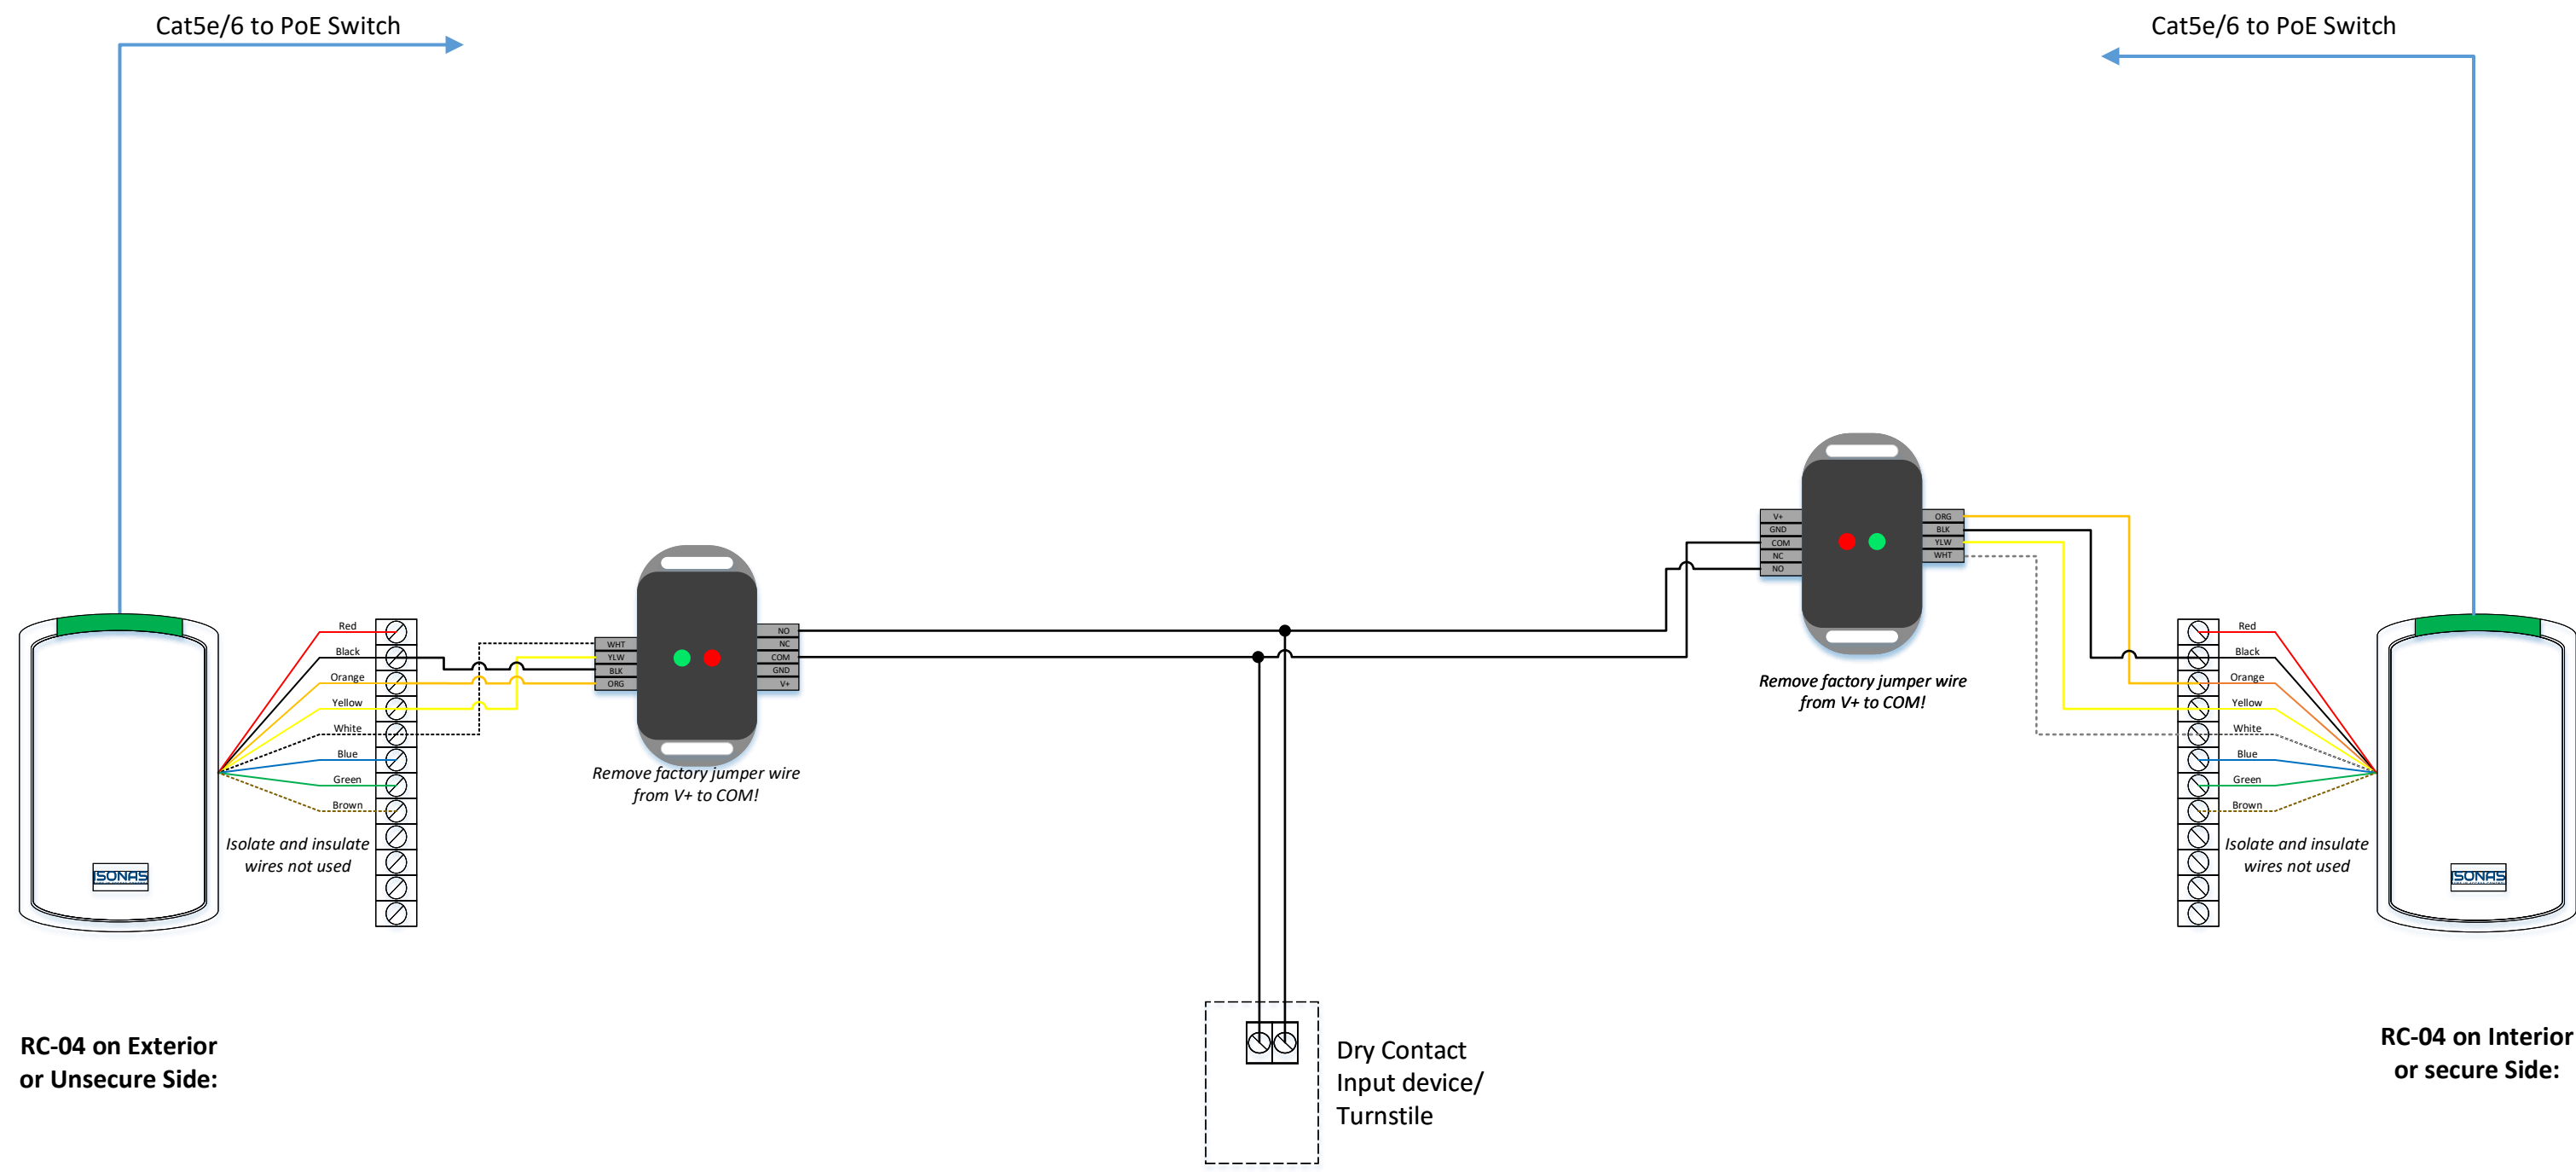 Cat5e/6 to PoE Switch
Cat5e/6 to PoE Switch
Red
Black
Orange
Yellow
White
Blue
Green
Brown
Isolate and insulate
wires not used
WHT
YLW
BLK
ORG
NO
NC
COM
GND
V+
Remove factory jumper wire
from V+ to COM!
V+
GND
COM
NC
NO
ORG
BLK
YLW
WHT
Remove factory jumper wire
from V+ to COM!
Red
Black
Orange
Yellow
White
Blue
Green
Brown
Isolate and insulate
wires not used
ISONAS
ISONAS
RC-04 on Exterior
or Unsecure Side:
Dry Contact
Input device/
Turnstile
RC-04 on Interior
or secure Side: